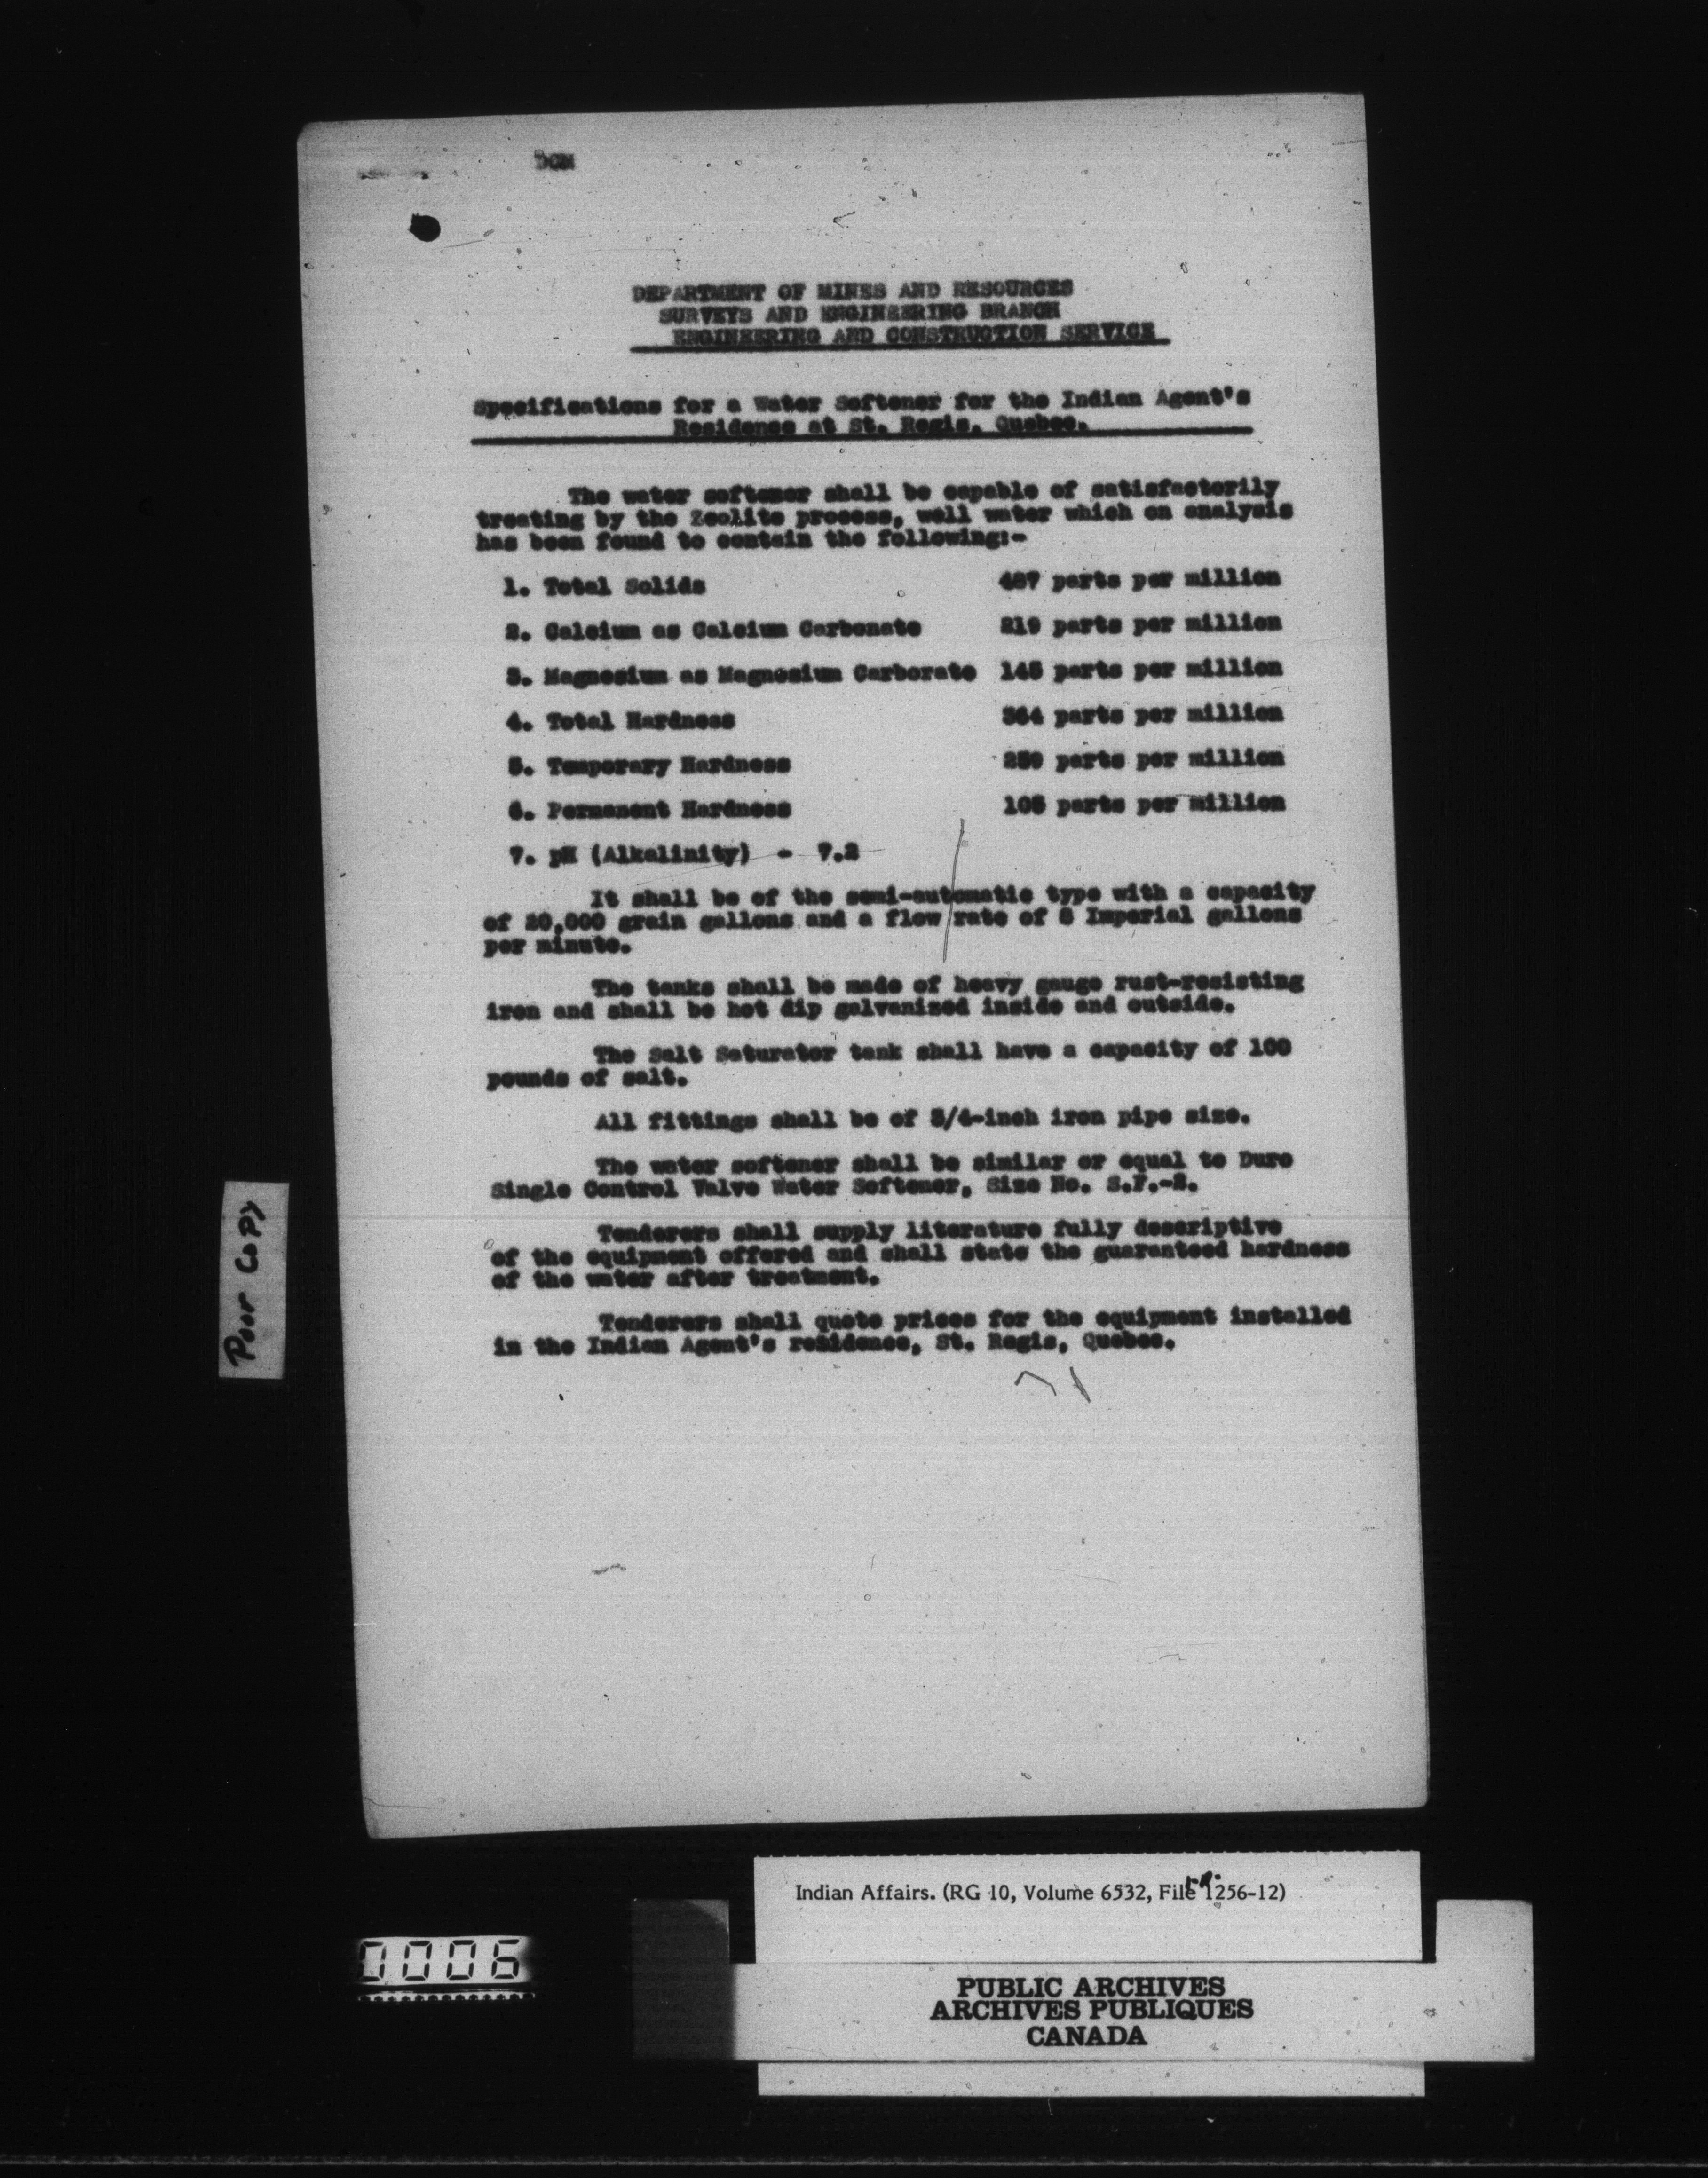 DCM
DEPARTMENT OF MINES AND RESOURCES
SURVEYS AND ENGINEERING BRANCH
ENGINEERING AND CONSTRUCTION SERVICE
Specifications for a Water Softener for the Indian Agent's
Residence at St. Regis, Quebec.
The water softener shall be capable of satisfactorily
treating by the Zeolite process, well water which on analysis
has been found to contain the following:-
1. Total Solids 487 parts per million
2. Calcium as Calcium Carbonate 219 parts per million
3. Magnesium as Magnesium Carborate 145 parts per million
4. Total Hardness 364 parts per million
5. Temporary Hardness 259 parts per million
6. Permanent Hardness 105 parts per million
7. pH (Alkalinity) - 7.2
It shall be of the semi-automatic type with a capacity
of 20,000 grain gallons and a flow rate of Imperial gallons
per minute.
The tanks shall be made of heavy gauge rust-resisting
iron and shall be hot dip galvanized inside and outside.
The Salt Saturator tank shall have a capacity of 100
pounds of salt.
All fittings shall be of 3/4-inch iron pipe size.
The water softener shall be similar or equal to Duro
Single Control Valve Water Softener, Size No. S.F.-2.
Tenderers shall supply literature fully descriptive
of the equipment offered and shall state the guaranteed hardness
of the water after treatment.
Tenderers shall quote prices for the equipment installed
in the Indian Agent's residence, St. Regis, Quebec.
Poor Copy
Indian Affairs. (RG 10, Volume 6532, File 1256-12)
0006
PUBLIC ARCHIVES
ARCHIVES PUBLIQUES
CANADA